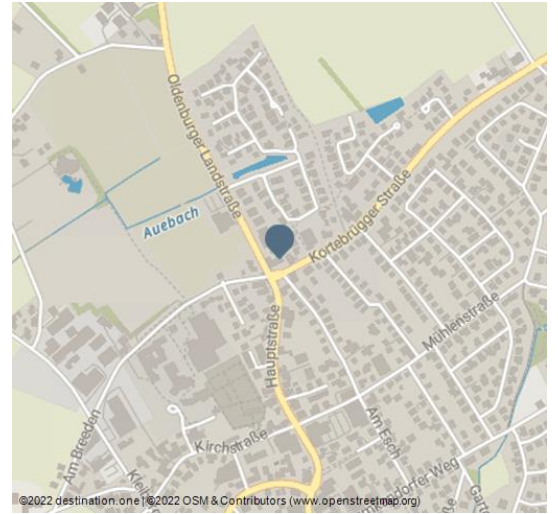 Oldenburger Landstraße
Auebach
Kortebrügger Straße
Hauptstraße
Mühlenstraße
Am Esch
Kirchstraße
Am Breeden
©2022 destination.one | ©2022 OSM & Contributors (www.openstreetmap.org)